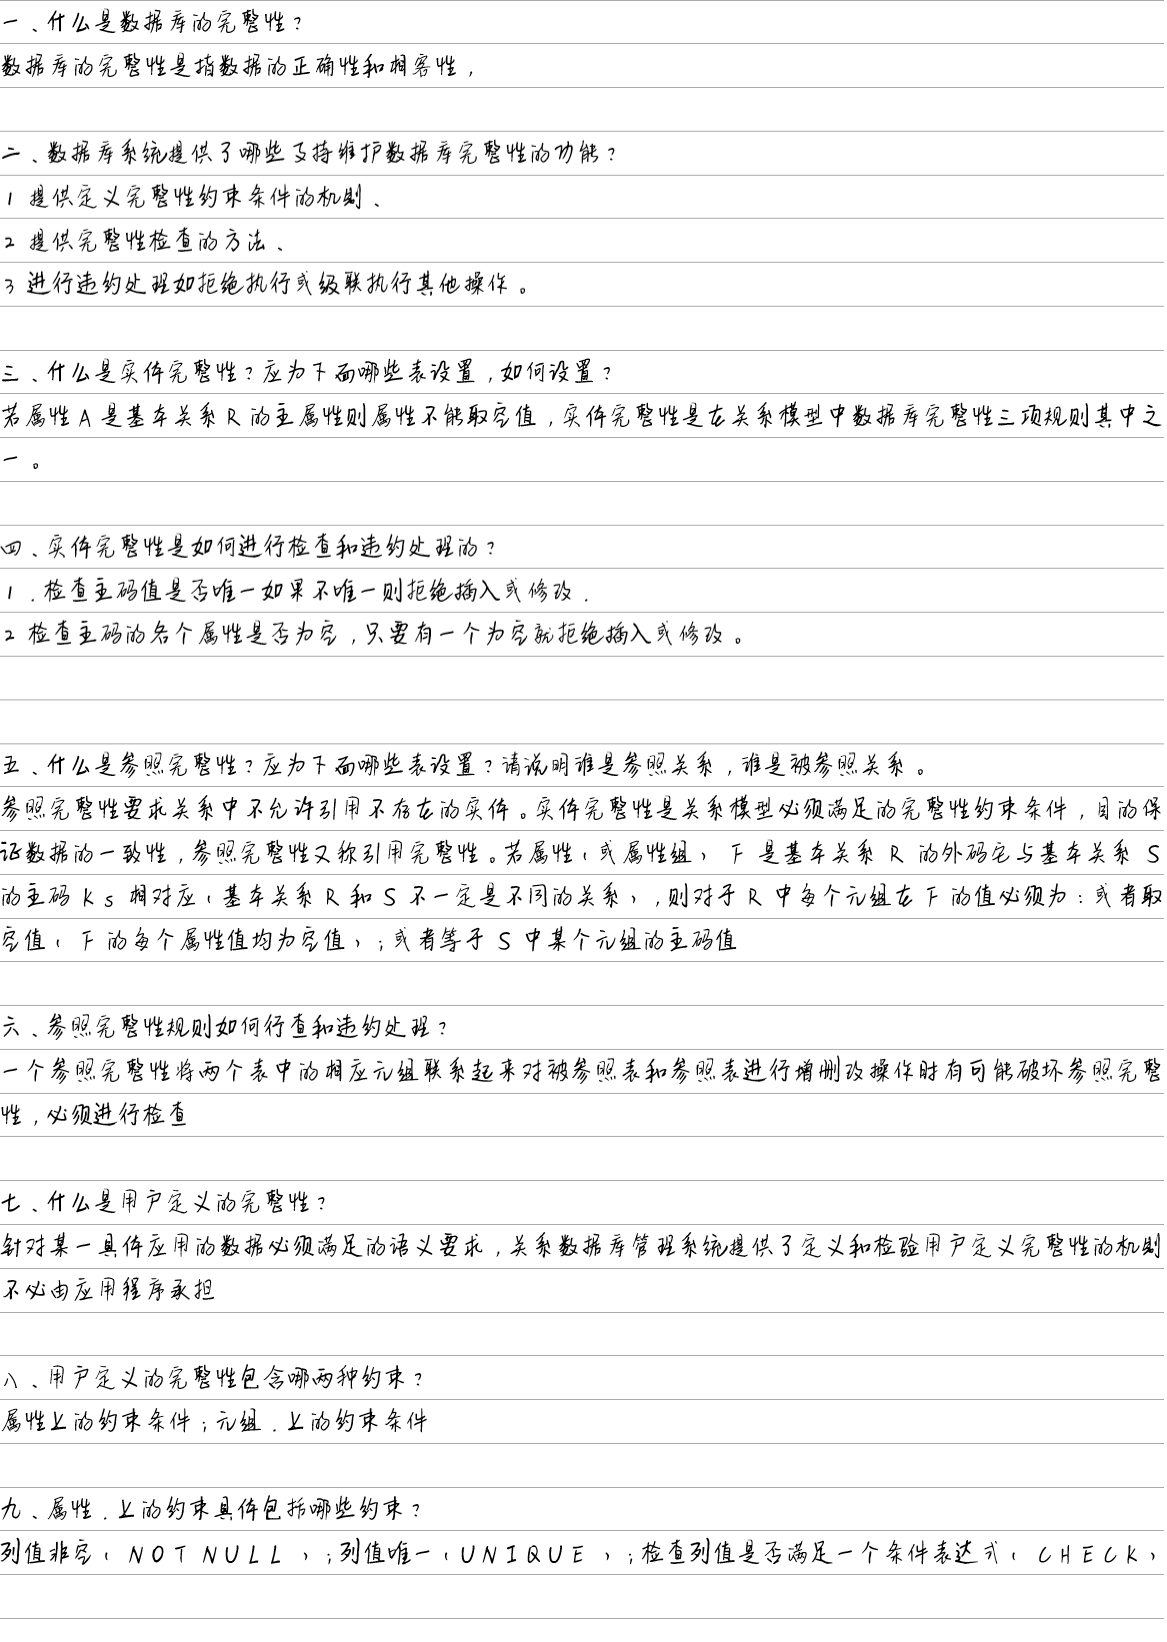 一、什么是数据库的完整性?
数据库的完整性是指数据的正确性和相容性,
二、数据库系统提供了哪些支持维护数据库完整性的功能?
1 提供定义完整性约束条件的机制、
2 提供完整性检查的方法、
3 进行违约处理如拒绝执行或级联执行其他操作。
三、什么是实体完整性?应为下面哪些表设置,如何设置?
若属性A是基本关系R的主属性则属性不能取空值,实体完整性是在关系模型中数据库完整性三项规则其中之
一。
四、实体完整性是如何进行检查和违约处理的?
1.检查主码值是否唯一如果不唯一则拒绝插入或修改.
2 检查主码的各个属性是否为空,只要有一个为空就拒绝插入或修改。
五、什么是参照完整性?应为下面哪些表设置?请说明谁是参照关系,谁是被参照关系。
参照完整性要求关系中不允许引用不存在的实体。实体完整性是关系模型必须满足的完整性约束条件,目的保
证数据的一致性,参照完整性又称引用完整性。若属性(或属性组)F是基本关系R的外码它与基本关系S
的主码Ks相对应(基本关系R和S不一定是不同的关系),则对于R中每个元组在F的值必须为:或者取
空值(F的每个属性值均为空值);或者等于S中某个元组的主码值
六、参照完整性规则如何行查和违约处理?
一个参照完整性将两个表中的相应元组联系起来对被参照表和参照表进行增删改操作时有可能破坏参照完整
性,必须进行检查
七、什么是用户定义的完整性?
针对某一具体应用的数据必须满足的语义要求,关系数据库管理系统提供了定义和检验用户定义完整性的机制
不必由应用程序承担
八、用户定义的完整性包含哪两种约束?
属性上的约束条件;元组.上的约束条件
九、属性.上的约束具体包括哪些约束?
列值非空(NOT NULL);列值唯一(UNIQUE);检查列值是否满足一个条件表达式(CHECK)